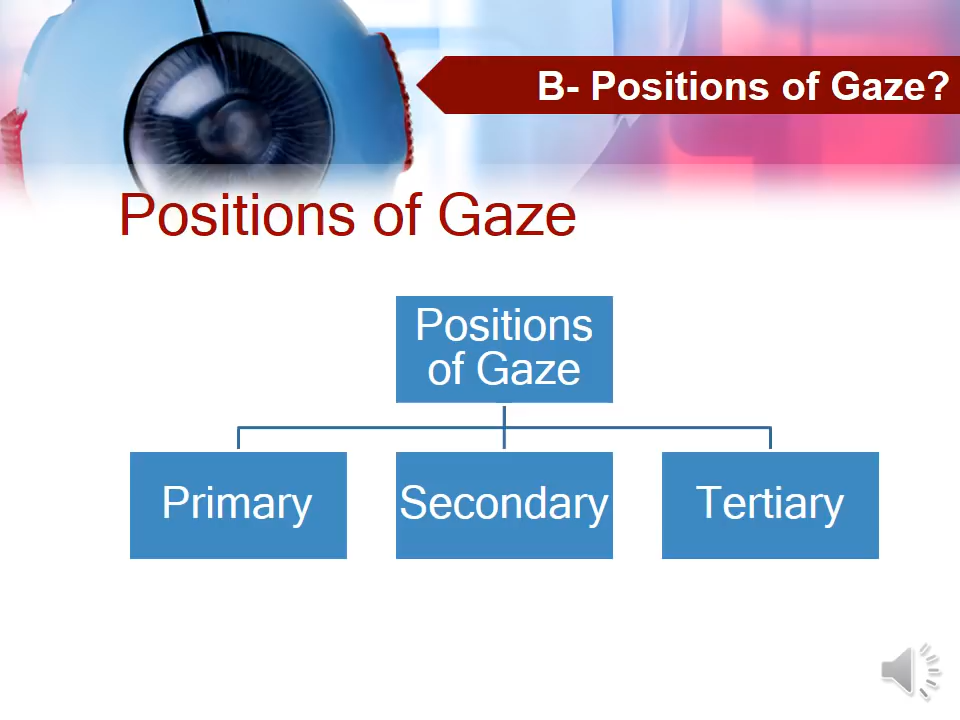 B- Positions of Gaze?
Positions of Gaze
Positions
of Gaze
Primary
Secondary
Tertiary